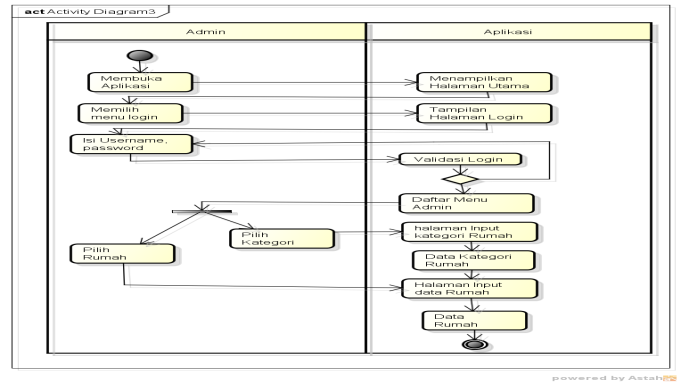 act Activity Diagram3
Admin
Aplikasi
Membuka
Aplikasi
Menampilkan
Halaman Utama
Memilih
menu login
Tampilan
Halaman Login
Isi Username,
password
Validasi Login
Daftar Menu
Admin
Pilih
Kategori
halaman Input
kategori Rumah
Pilih
Rumah
Data Kategori
Rumah
Halaman Input
data Rumah
Data
Rumah
powered by Astah